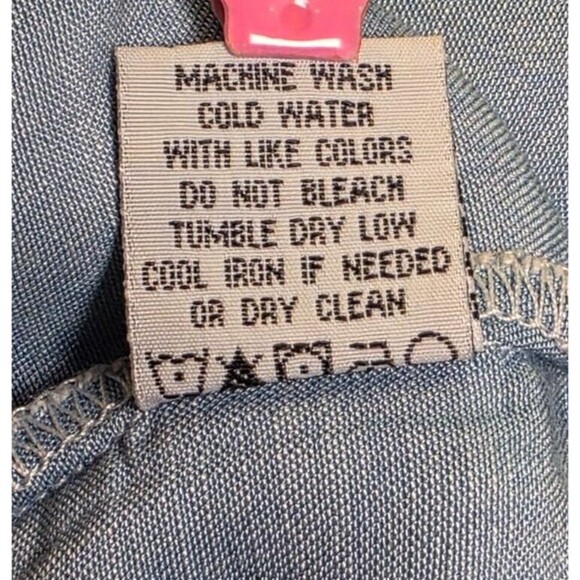 MACHINE WASH
COLD WATER
WITH LIKE COLORS
DO NOT BLEACH
TUMBLE DRY LOW
COOL IRON IF NEEDED
OR DRY CLEAN